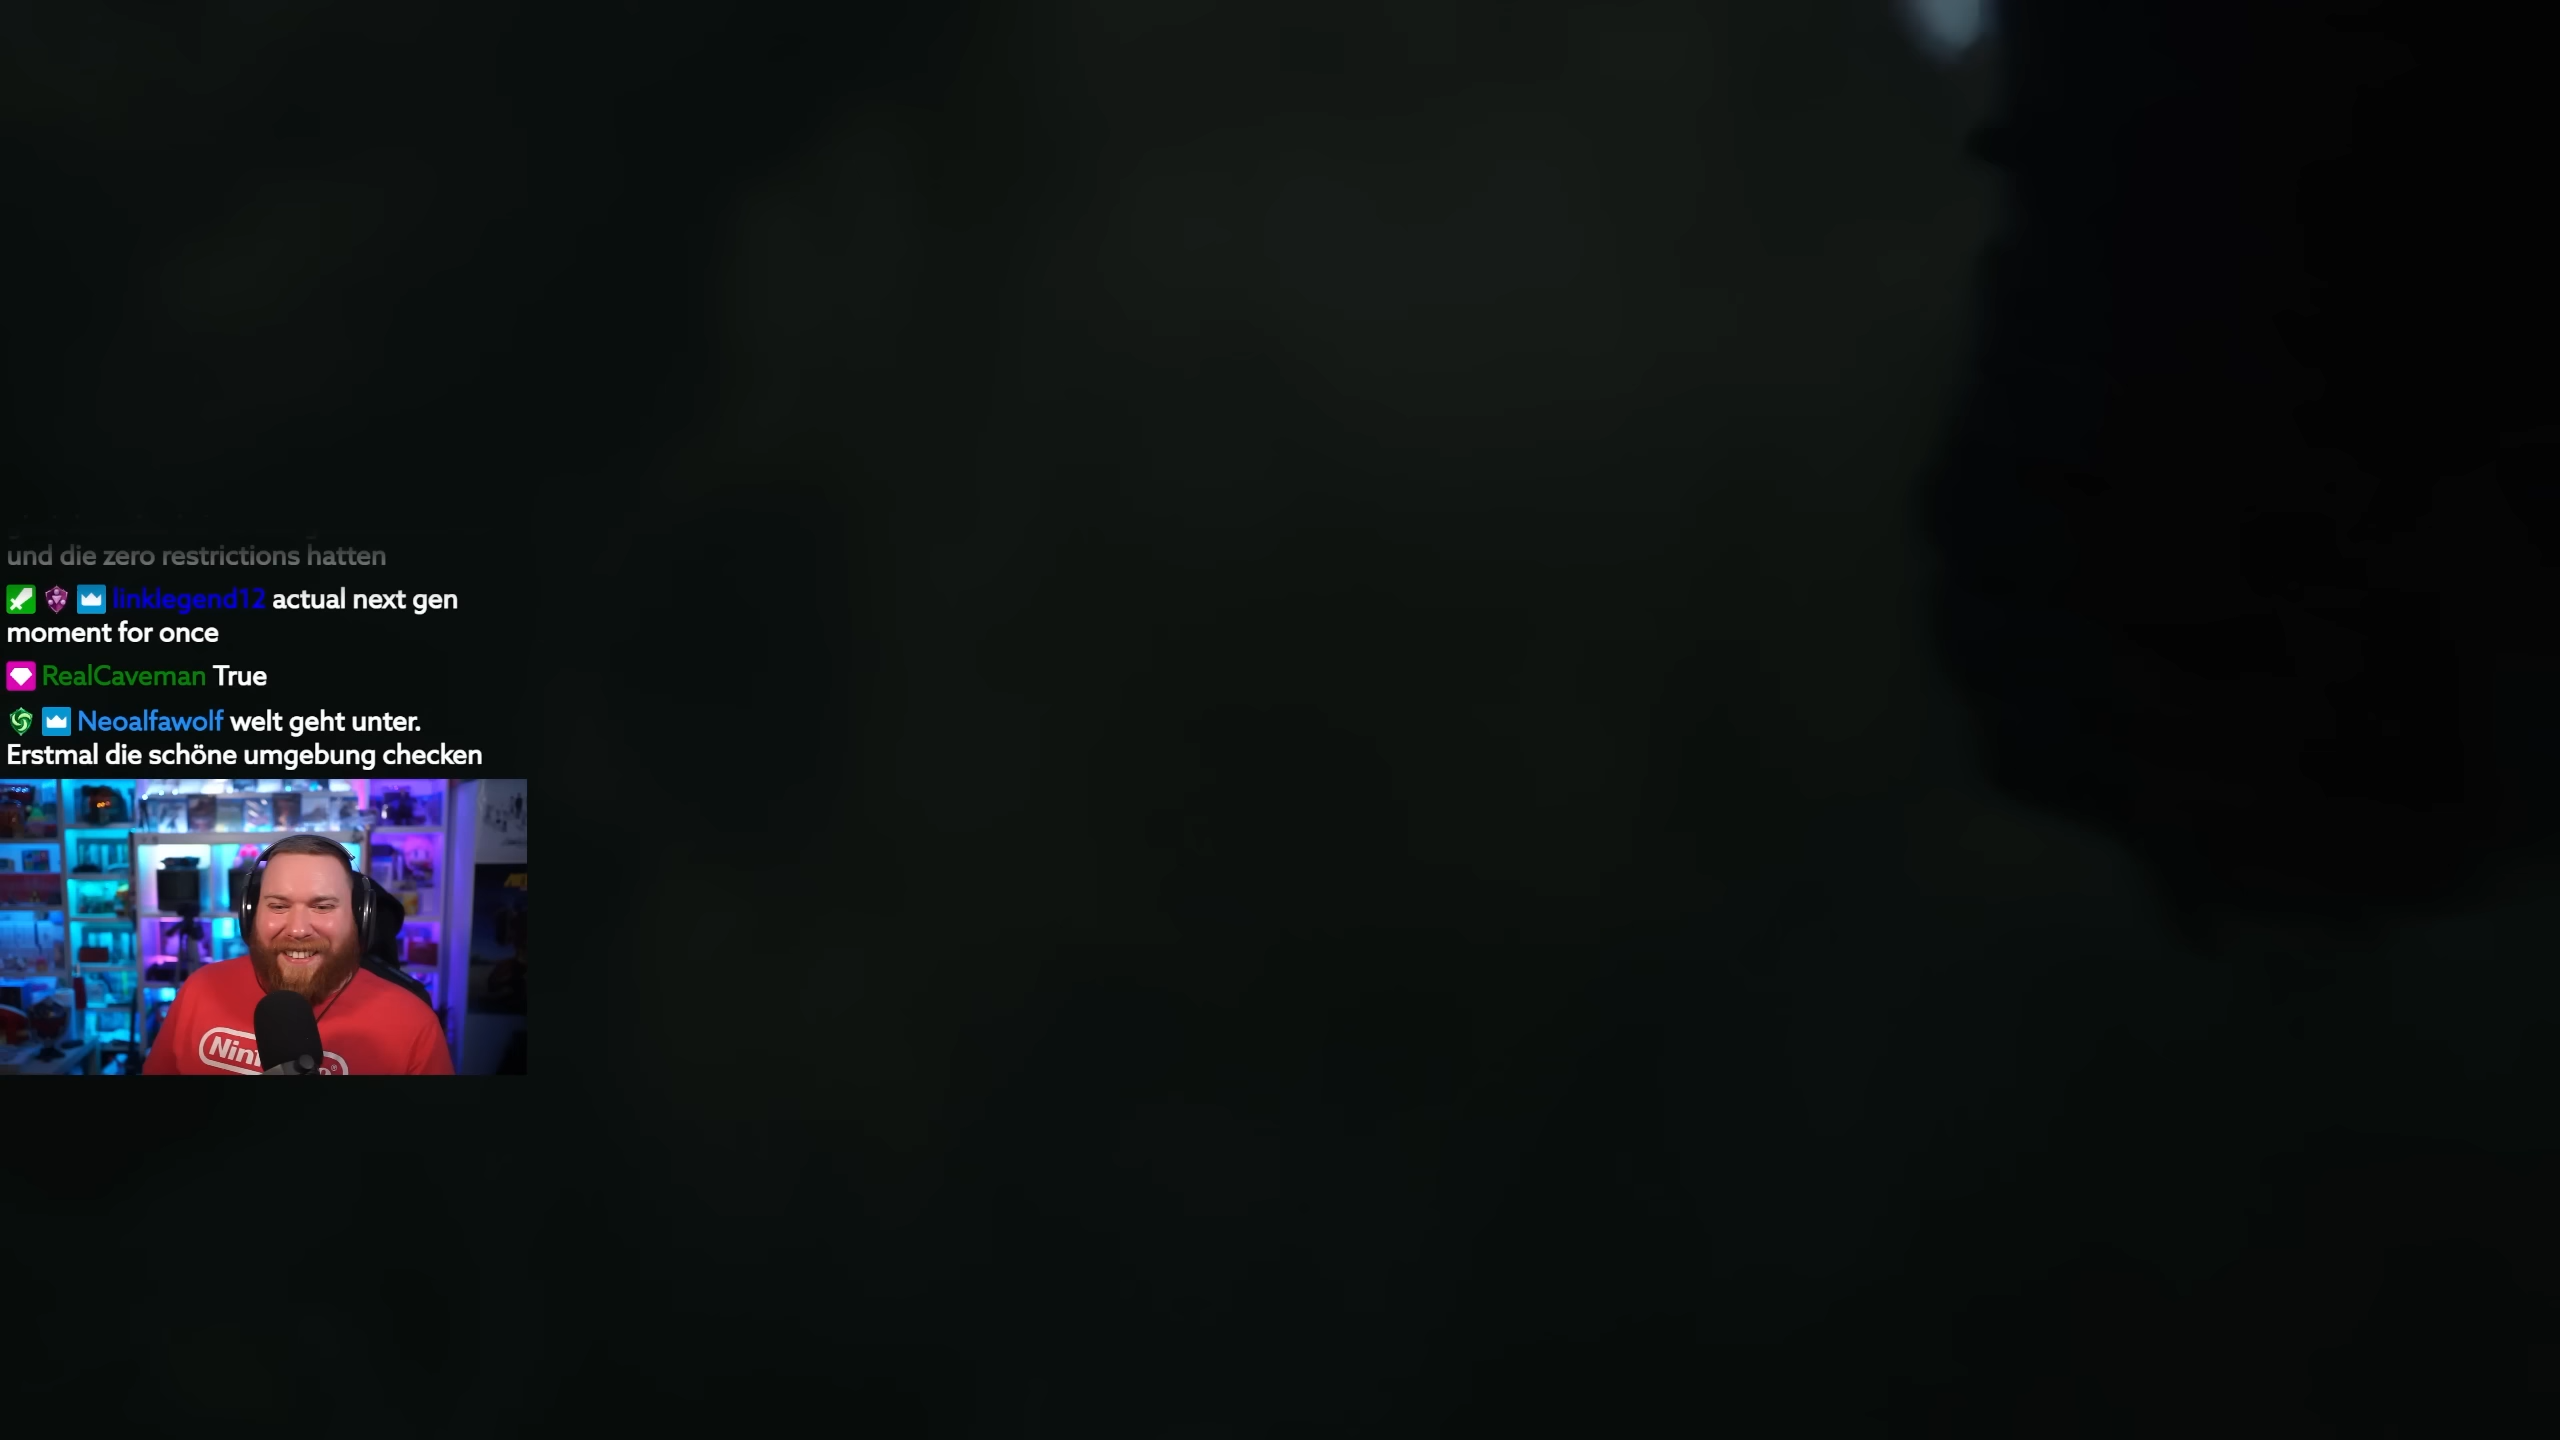 und die zero restrictions hatten
linklegend12 actual next gen
moment for once
RealCaveman True
Neoalfawolf welt geht unter.
Erstmal die schöne umgebung checken